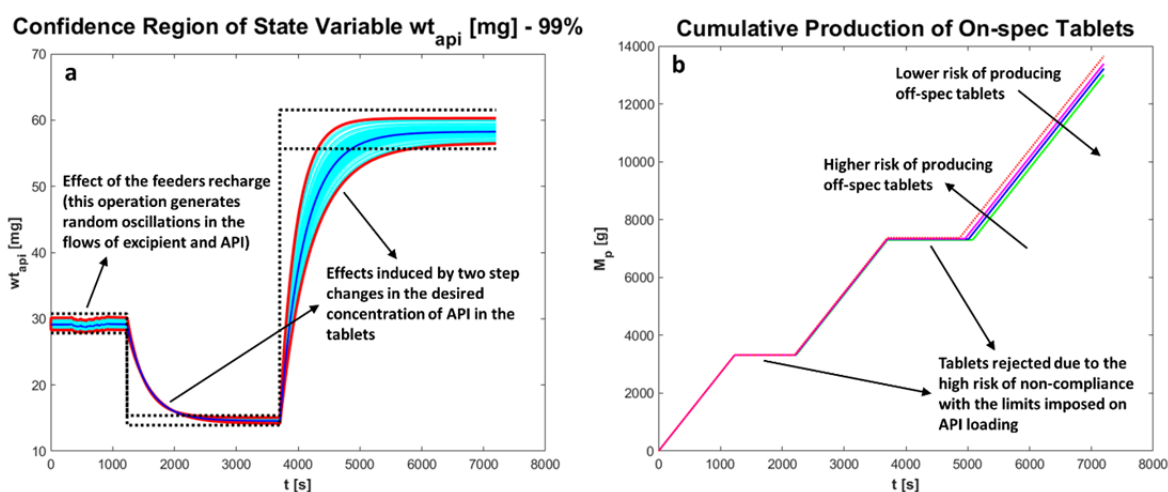 Confidence Region of State Variable wt_api [mg] - 99%
a
70
60
50
40
30
20
10
wt_api [mg]
Effect of the feeders recharge
(this operation generates
random oscillations in the
flows of excipient and API)
Effects induced by two step
changes in the desired
concentration of API in the
tablets
0 1000 2000 3000 4000 5000 6000 7000 8000
t [s]
Cumulative Production of On-spec Tablets
b
14000
12000
10000
8000
6000
4000
2000
0
M_p [g]
Lower risk of producing
off-spec tablets
Higher risk of producing
off-spec tablets
Tablets rejected due to the
high risk of non-compliance
with the limits imposed on
API loading
0 1000 2000 3000 4000 5000 6000 7000 8000
t [s]